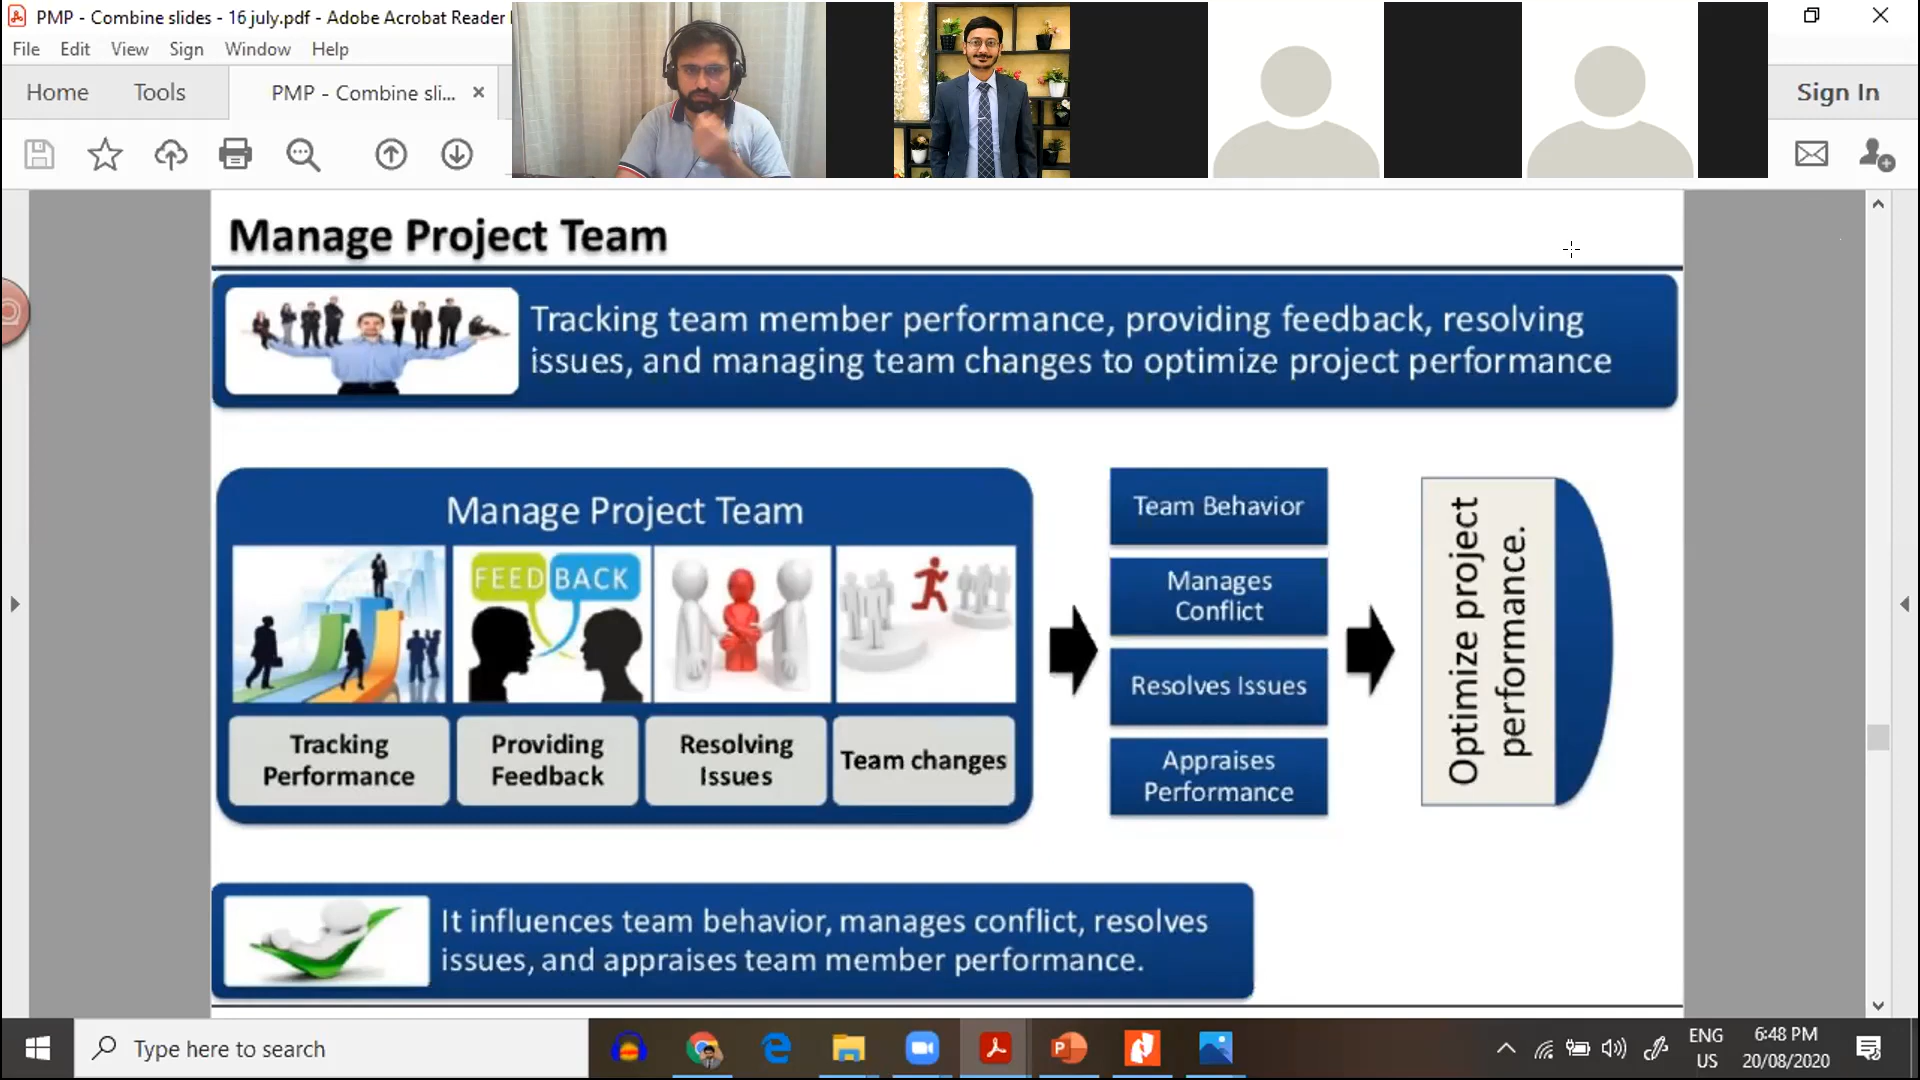 PMP - Combine slides - 16 july.pdf - Adobe Acrobat Reader
File Edit View Sign Window Help
Home Tools PMP - Combine sli... Sign In
Manage Project Team
Tracking team member performance, providing feedback, resolving
issues, and managing team changes to optimize project performance
Manage Project Team
FEED BACK
Tracking
Performance
Providing
Feedback
Resolving
Issues
Team changes
Team Behavior
Manages
Conflict
Resolves Issues
Appraises
Performance
Optimize project
performance.
It influences team behavior, manages conflict, resolves
issues, and appraises team member performance.
Type here to search
ENG
US
6:48 PM
20/08/2020